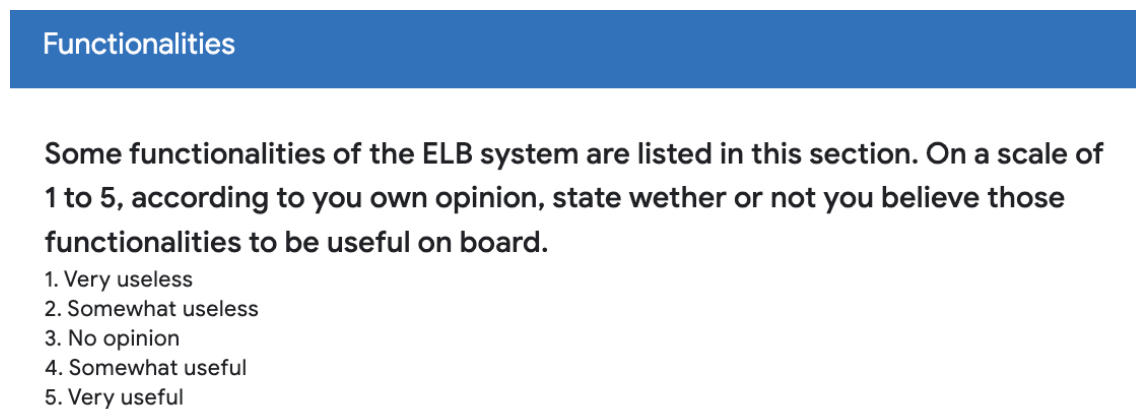 Functionalities
Some functionalities of the ELB system are listed in this section. On a scale of
1 to 5, according to you own opinion, state wether or not you believe those
functionalities to be useful on board.
1. Very useless
2. Somewhat useless
3. No opinion
4. Somewhat useful
5. Very useful